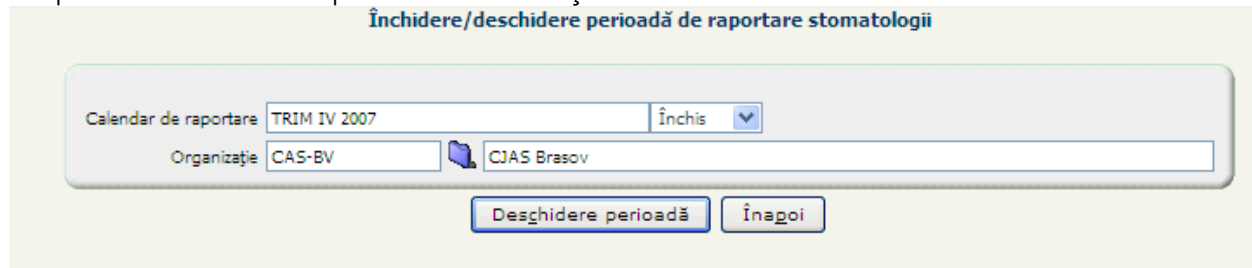 Închidere/deschidere perioadă de raportare stomatologii
Calendar de raportare TRIM IV 2007 Închis
Organizaţie CAS-BV CJAS Brasov
Deschidere perioadă Înapoi